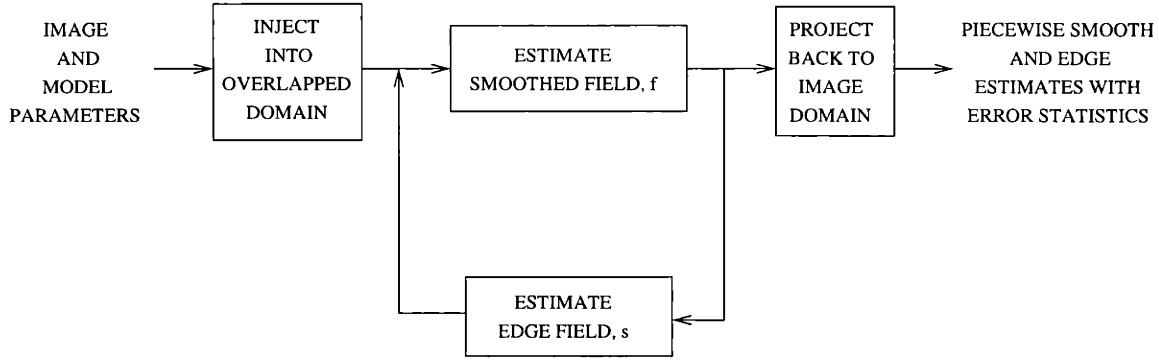 IMAGE
AND
MODEL
PARAMETERS
INJECT
INTO
OVERLAPPED
DOMAIN
ESTIMATE
SMOOTHED FIELD, f
PROJECT
BACK TO
IMAGE
DOMAIN
PIECEWISE SMOOTH
AND EDGE
ESTIMATES WITH
ERROR STATISTICS
ESTIMATE
EDGE FIELD, s